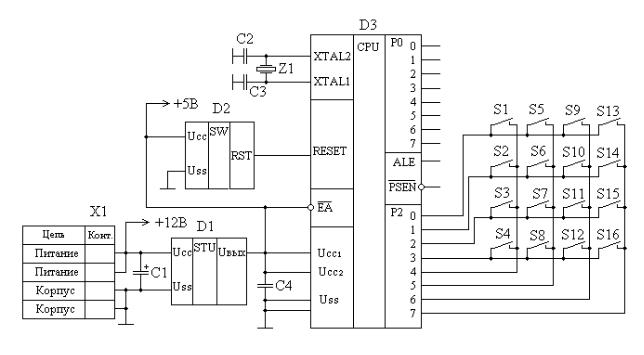 D3
C2
XTAL2
CPU
P0
0
Z1
1
XTAL1
2
C3
3
+5В
D2
4
S1 S5 S9 S13
5
Ucc SW
6
RST
RESET
7
S2 S6 S10 S14
Uss
ALE
PSEN
S3 S7 S11 S15
X1
EA
P2 0
+12В
D1
1
S4 S8 S12 S16
Цепь Конт.
2
Питание
Ucc STU Uвых
Ucc1
3
Питание
C1
Ucc2
4
Корпус
Uss
C4
5
Корпус
Uss
6
7